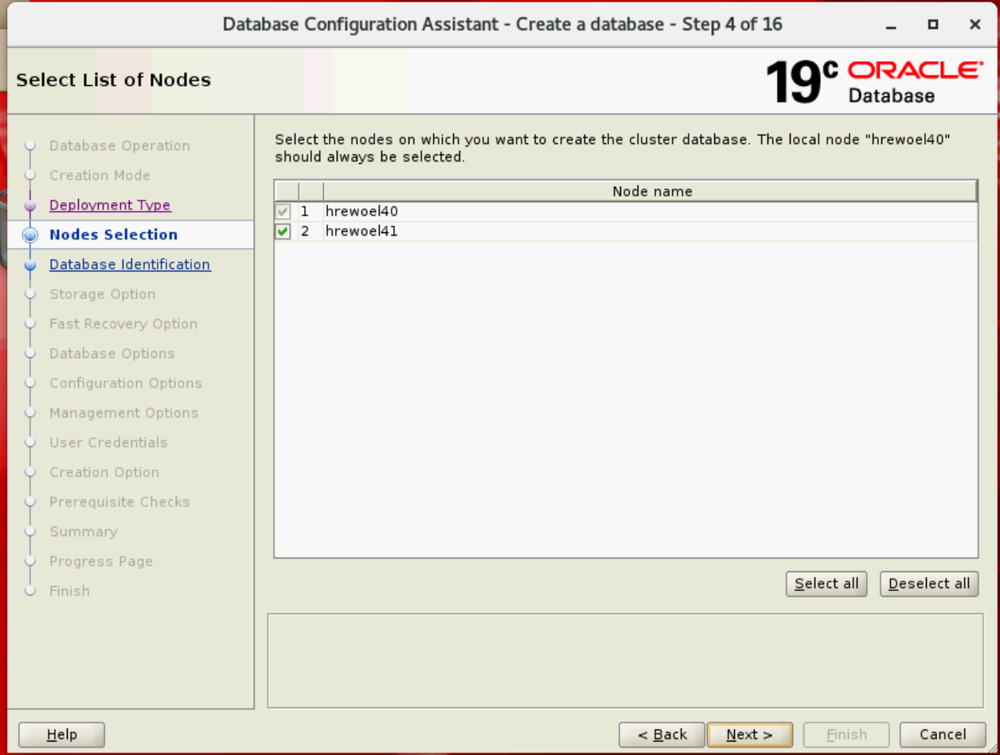 Database Configuration Assistant - Create a database - Step 4 of 16
Select List of Nodes
19c ORACLE
Database
Database Operation
Creation Mode
Deployment Type
Nodes Selection
Database Identification
Storage Option
Fast Recovery Option
Database Options
Configuration Options
Management Options
User Credentials
Creation Option
Prerequisite Checks
Summary
Progress Page
Finish
Select the nodes on which you want to create the cluster database. The local node "hrewoel40"
should always be selected.
Node name
1 hrewoel40
2 hrewoel41
Select all Deselect all
Help < Back Next > Finish Cancel